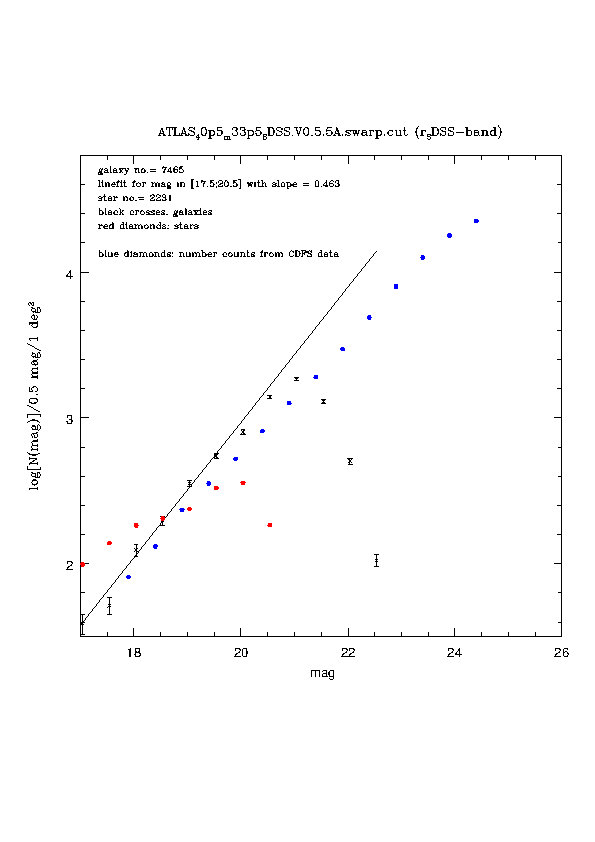 ATLAS₄0p5ₘ33p5ₛDSS.V0.5.5A.swarp.cut (rₛDSS−band)
galaxy no.= 7465
linefit for mag in [17.5;20.5] with slope = 0.463
star no.= 2231
black crosses: galaxies
red diamonds: stars
blue diamonds: number counts from CDFS data
log[N(mag)]/0.5 mag/1 deg²
4
3
2
18 20 22 24 26
mag